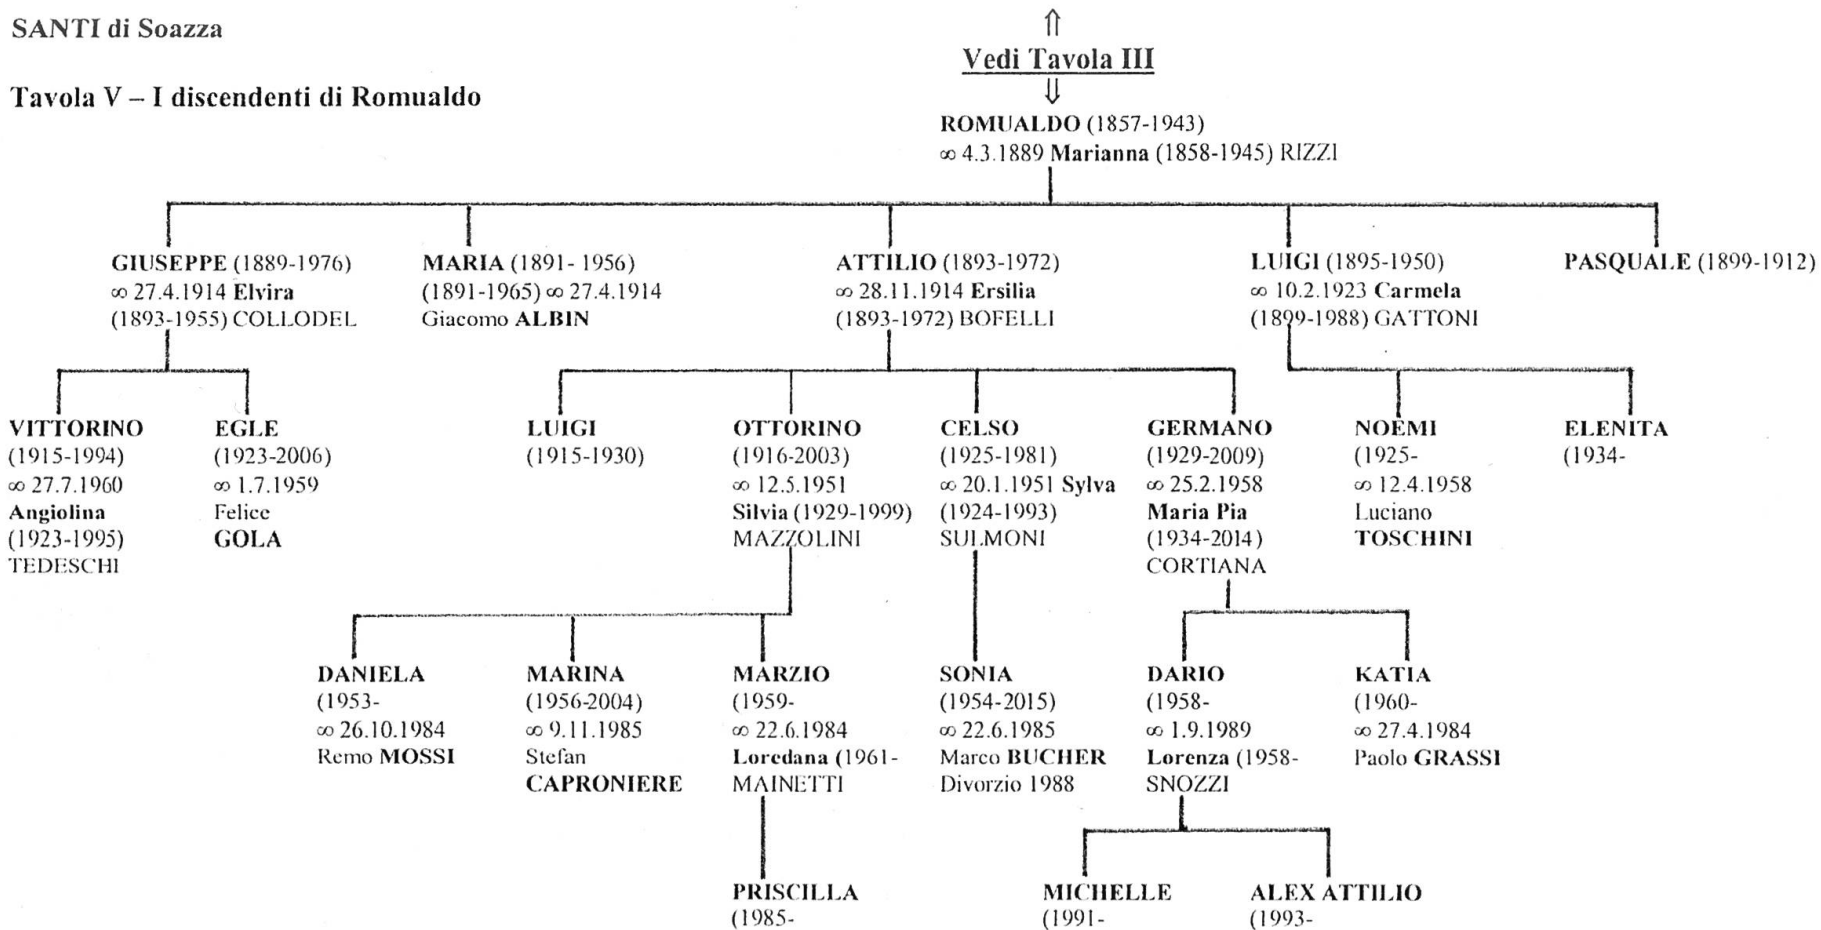 SANTI di Soazza
⇑
Vedi Tavola III
⇓
Tavola V – I discendenti di Romualdo
ROMUALDO (1857-1943)
∞ 4.3.1889 Marianna (1858-1945) RIZZI
GIUSEPPE (1889-1976)
∞ 27.4.1914 Elvira
(1893-1955) COLLODEL
MARIA (1891- 1956)
(1891-1965) ∞ 27.4.1914
Giacomo ALBIN
ATTILIO (1893-1972)
∞ 28.11.1914 Ersilia
(1893-1972) BOFELLI
LUIGI (1895-1950)
∞ 10.2.1923 Carmela
(1899-1988) GATTONI
PASQUALE (1899-1912)
VITTORINO
(1915-1994)
∞ 27.7.1960
Angiolina
(1923-1995)
TEDESCHI
EGLE
(1923-2006)
∞ 1.7.1959
Felice
GOLA
LUIGI
(1915-1930)
OTTORINO
(1916-2003)
∞ 12.5.1951
Silvia (1929-1999)
MAZZOLINI
CELSO
(1925-1981)
∞ 20.1.1951 Sylva
(1924-1993)
SULMONI
GERMANO
(1929-2009)
∞ 25.2.1958
Maria Pia
(1934-2014)
CORTIANA
NOEMI
(1925-
∞ 12.4.1958
Luciano
TOSCHINI
ELENITA
(1934-
DANIELA
(1953-
∞ 26.10.1984
Remo MOSSI
MARINA
(1956-2004)
∞ 9.11.1985
Stefan
CAPRONIERE
MARZIO
(1959-
∞ 22.6.1984
Loredana (1961-
MAINETTI
SONIA
(1954-2015)
∞ 22.6.1985
Marco BUCHER
Divorzio 1988
DARIO
(1958-
∞ 1.9.1989
Lorenza (1958-
SNOZZI
KATIA
(1960-
∞ 27.4.1984
Paolo GRASSI
PRISCILLA
(1985-
MICHELLE
(1991-
ALEX ATTILIO
(1993-